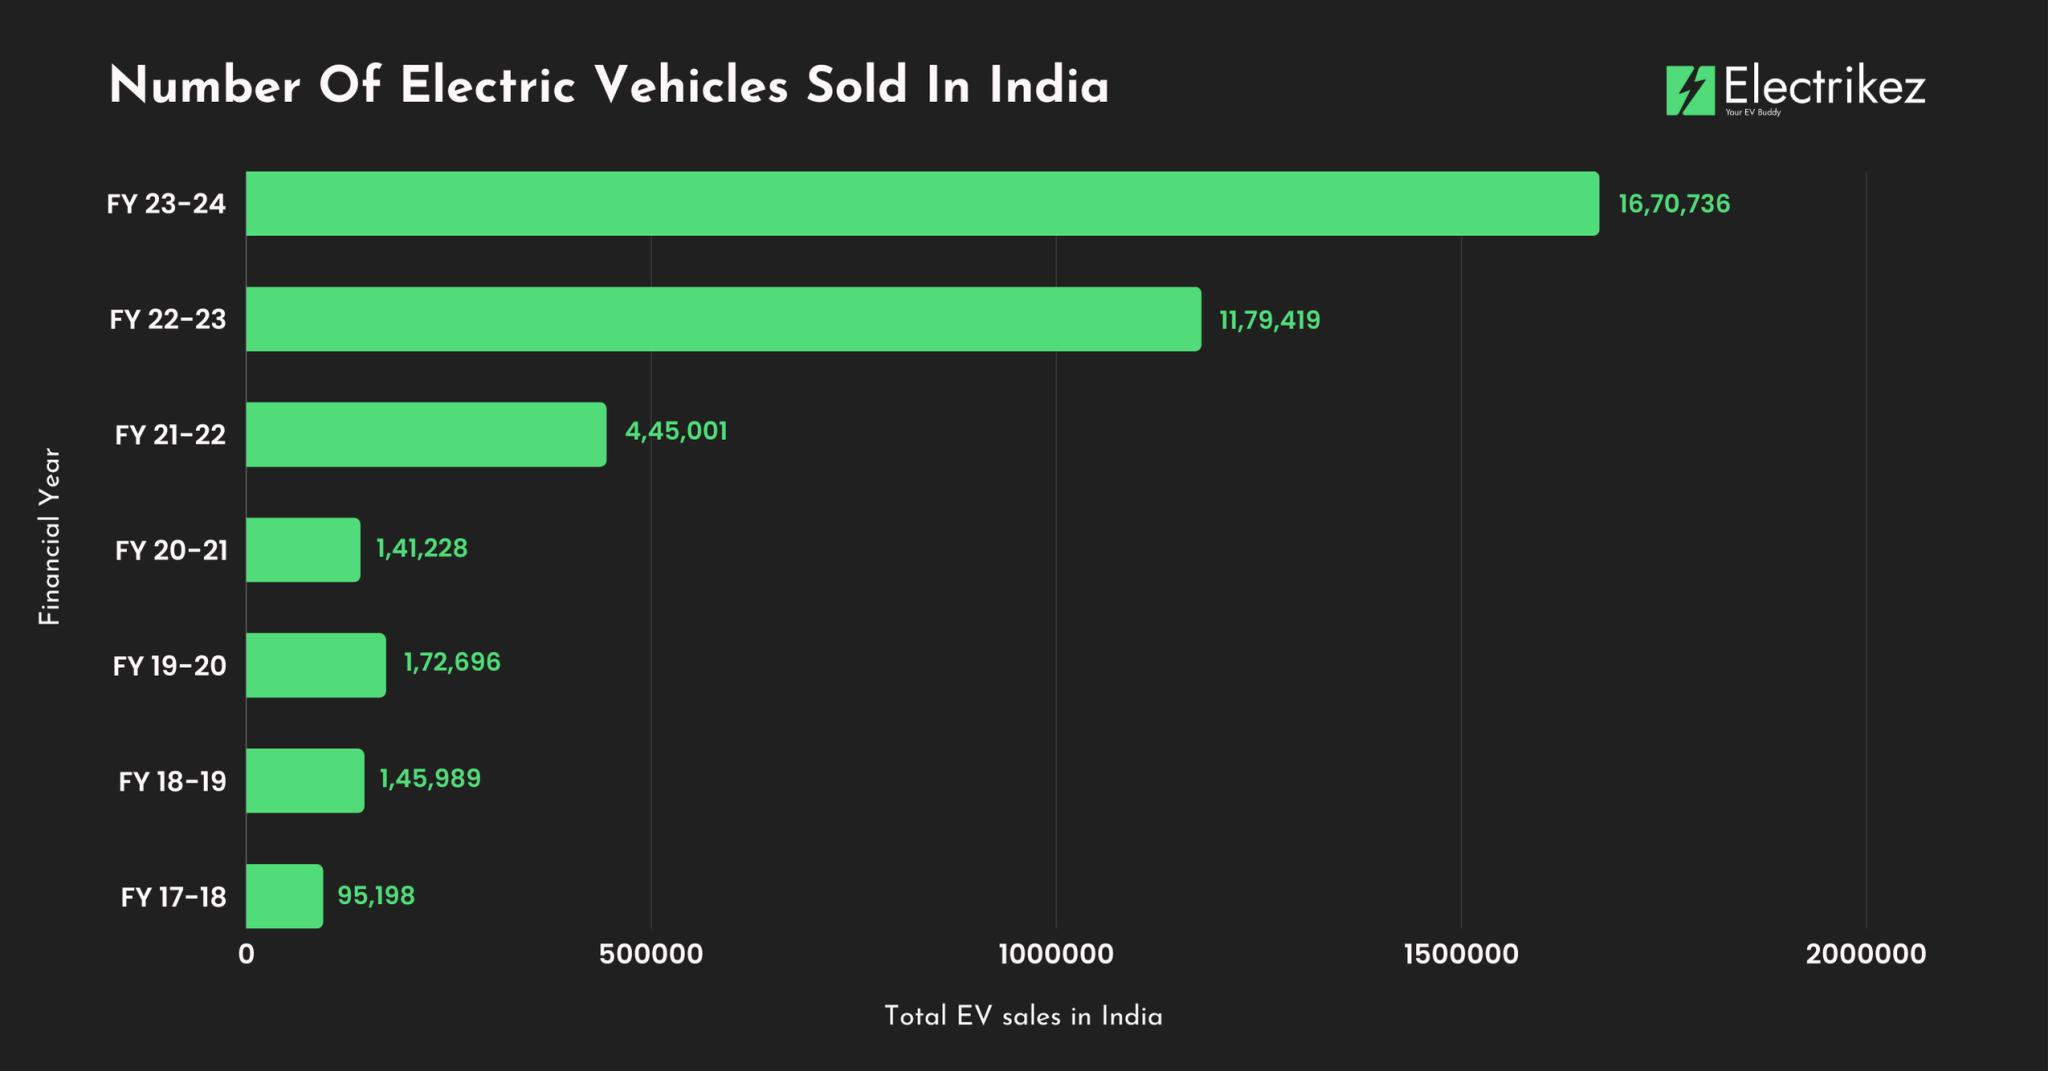 Number Of Electric Vehicles Sold In India
Electrikez
Your EV Buddy
FY 23-24
16,70,736
FY 22-23
11,79,419
FY 21-22
4,45,001
FY 20-21
1,41,228
FY 19-20
1,72,696
FY 18-19
1,45,989
FY 17-18
95,198
Financial Year
0 500000 1000000 1500000 2000000
Total EV sales in India